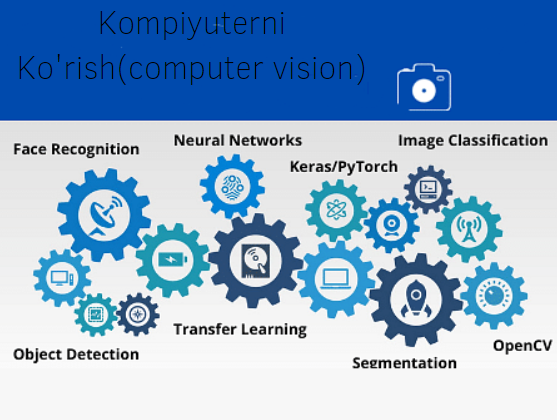 Kompiyuterni
Ko'rish(computer vision)
Neural Networks
Image Classification
Face Recognition
Keras/PyTorch
Transfer Learning
OpenCV
Object Detection
Segmentation